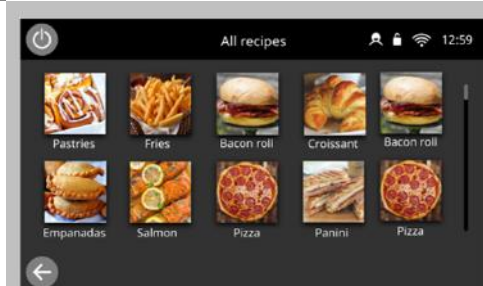 All recipes 12:59
Pastries Fries Bacon roll Croissant Bacon roll
Empanadas Salmon Pizza Panini Pizza